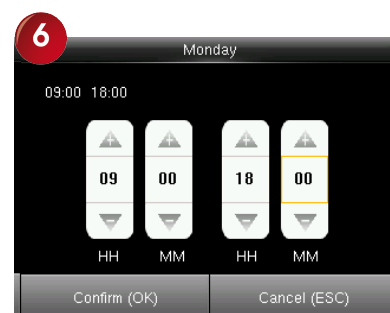 6
Monday
09:00 18:00
09 00 18 00
HH MM HH MM
Confirm (OK) Cancel (ESC)